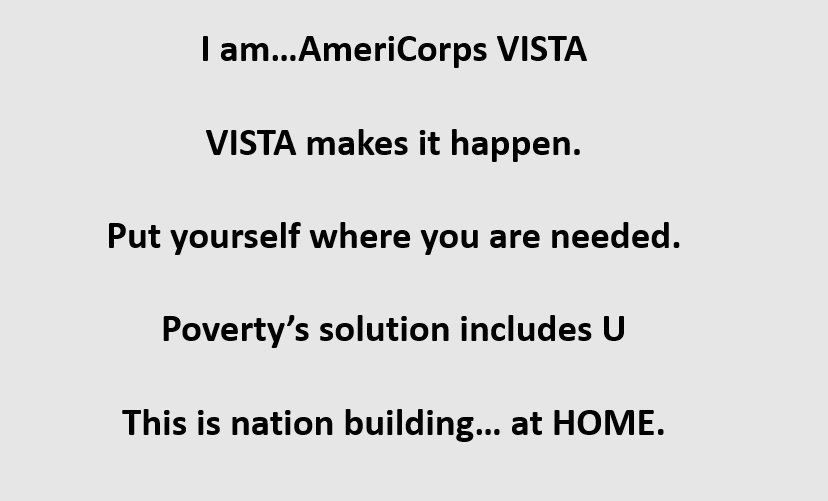 I am…AmeriCorps VISTA
VISTA makes it happen.
Put yourself where you are needed.
Poverty’s solution includes U
This is nation building… at HOME.